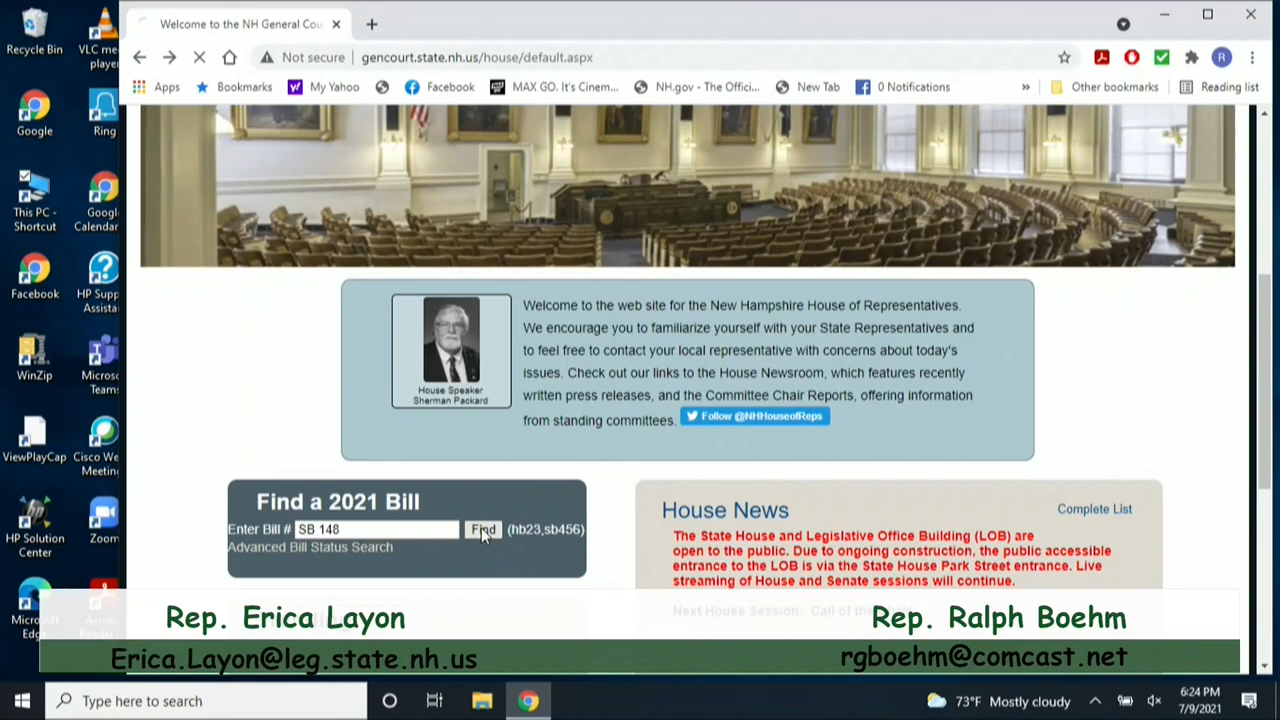 Recycle Bin
VLC me
player
Google
Ring
This PC -
Shortcut
Googl
Calendar
Facebook
HP Supp
Assista
WinZip
Micros
Teams
ViewPlayCap
Cisco We
Meeting
HP Solution
Center
Zoom
Micros
Edge
Acrob
Welcome to the NH General Cou
Not secure | gencourt.state.nh.us/house/default.aspx
R
Apps
Bookmarks
My Yahoo
Facebook
MAX GO. It's Cinem...
NH.gov - The Offici...
New Tab
0 Notifications
»
Other bookmarks
Reading list
House Speaker
Sherman Packard
Welcome to the web site for the New Hampshire House of Representatives.
We encourage you to familiarize yourself with your State Representatives and
to feel free to contact your local representative with concerns about today's
issues. Check out our links to the House Newsroom, which features recently
written press releases, and the Committee Chair Reports, offering information
from standing committees. Follow @NHHouseofReps
Find a 2021 Bill
Enter Bill # SB 148 Find (hb23,sb456)
Advanced Bill Status Search
House News
Complete List
The State House and Legislative Office Building (LOB) are
open to the public. Due to ongoing construction, the public accessible
entrance to the LOB is via the State House Park Street entrance. Live
streaming of House and Senate sessions will continue.
Next House Session: Call of the
Rep. Erica Layon
Erica.Layon@leg.state.nh.us
Rep. Ralph Boehm
rgboehm@comcast.net
Type here to search
73°F Mostly cloudy
6:24 PM
7/9/2021